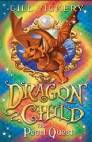 GILL VICKERY
DRAGON
CHILD
Pearl Quest